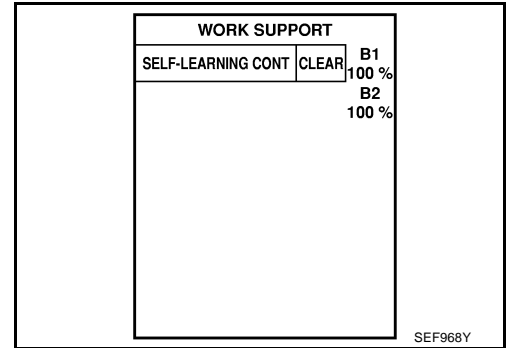 WORK SUPPORT
SELF-LEARNING CONT CLEAR B1
100 %
B2
100 %
SEF968Y